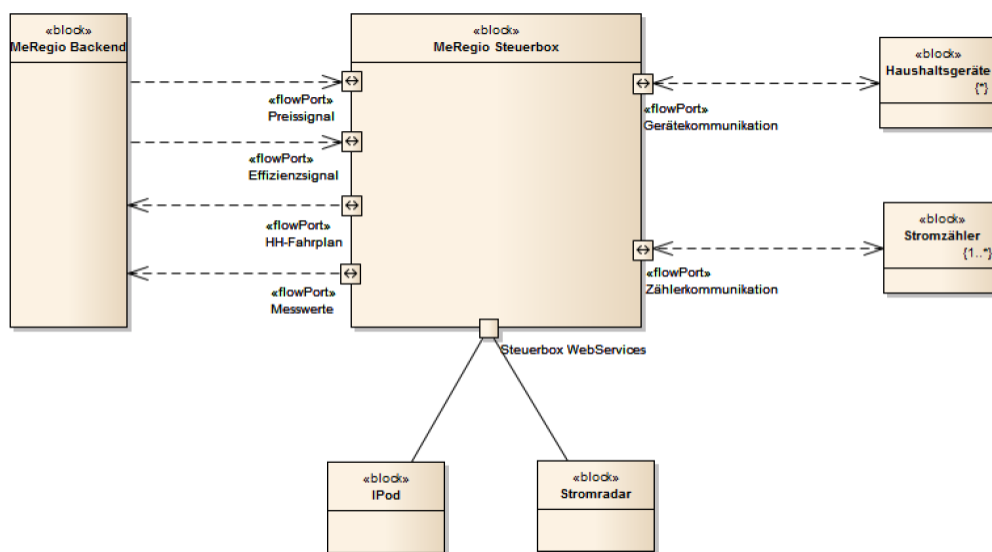 «block»
MeRegio Backend
«block»
MeRegio Steuerbox
«block»
Haushaltsgeräte
{*}
«flowPort»
Preissignal
«flowPort»
Gerätekommunikation
«flowPort»
Effizienzsignal
«flowPort»
HH-Fahrplan
«block»
Stromzähler
{1..*}
«flowPort»
Zählerkommunikation
«flowPort»
Messwerte
Steuerbox WebServices
«block»
IPod
«block»
Stromradar